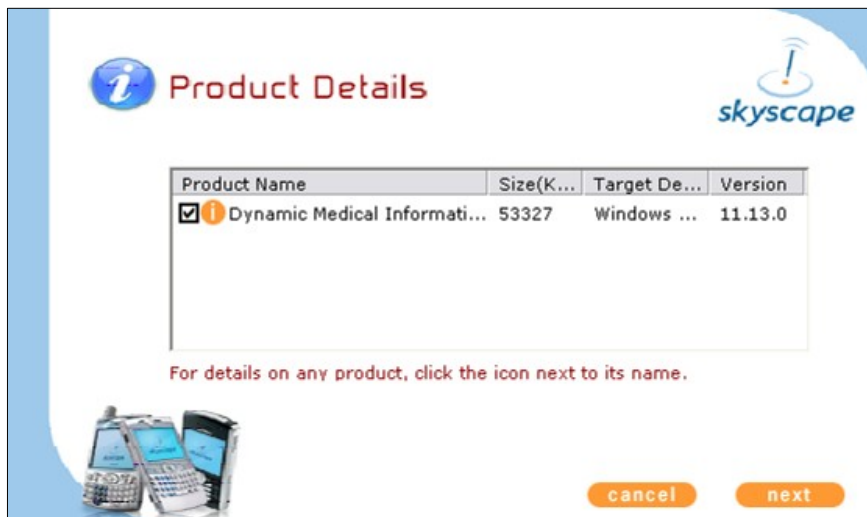 Product Details
skyscape
Product Name Size(K... Target De... Version
Dynamic Medical Informati... 53327 Windows ... 11.13.0
For details on any product, click the icon next to its name.
cancel next